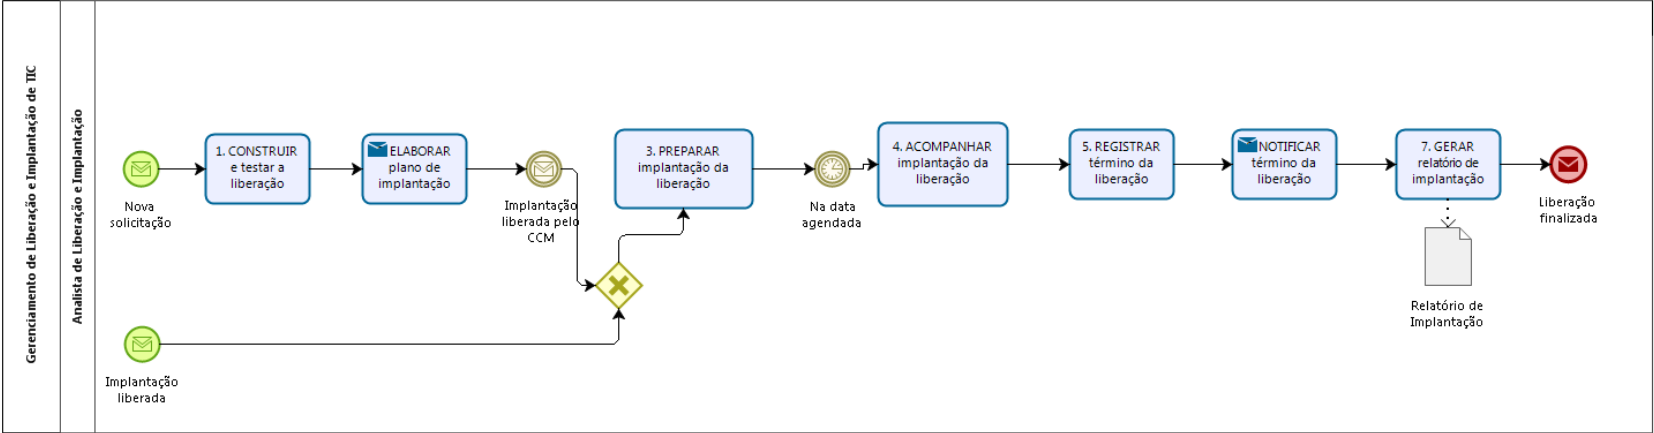 Gerenciamento de Liberação e Implantação de TIC
Analista de Liberação e Implantação
Nova
solicitação
1. CONSTRUIR
e testar a
liberação
ELABORAR
plano de
implantação
Implantação
liberada pelo
CCM
3. PREPARAR
implantação da
liberação
Na data
agendada
4. ACOMPANHAR
implantação da
liberação
5. REGISTRAR
término da
liberação
NOTIFICAR
término da
liberação
7. GERAR
relatório de
implantação
Liberação
finalizada
Relatório de
Implantação
Implantação
liberada